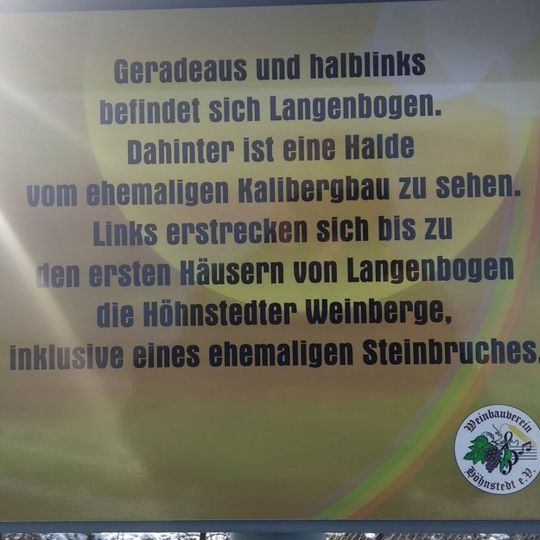 Geradeaus und halblinks
befindet sich Langenbogen.
Dahinter ist eine Halde
vom ehemaligen Kalibergbau zu sehen.
Links erstrecken sich bis zu
den ersten Häusern von Langenbogen
die Höhnstedter Weinberge,
inklusive eines ehemaligen Steinbruches.
Weinbauverein
Höhnstedt e.V.